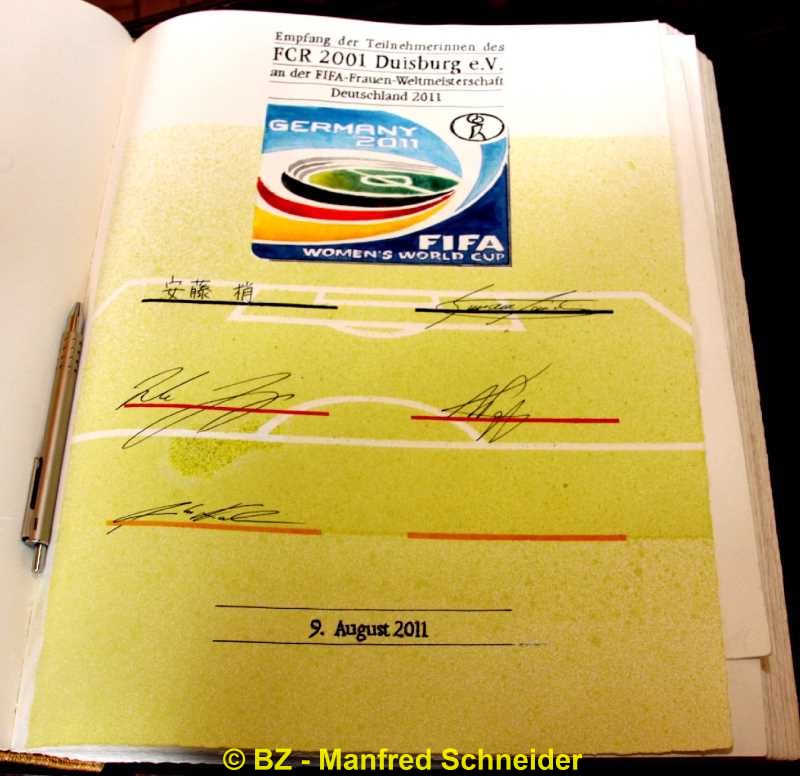 Empfang der Teilnehmerinnen des
FCR 2001 Duisburg e.V.
an der FIFA-Frauen-Weltmeisterschaft
Deutschland 2011
GERMANY
2011
FIFA
WOMEN'S WORLD CUP
安藤 梢
9. August 2011
© BZ - Manfred Schneider